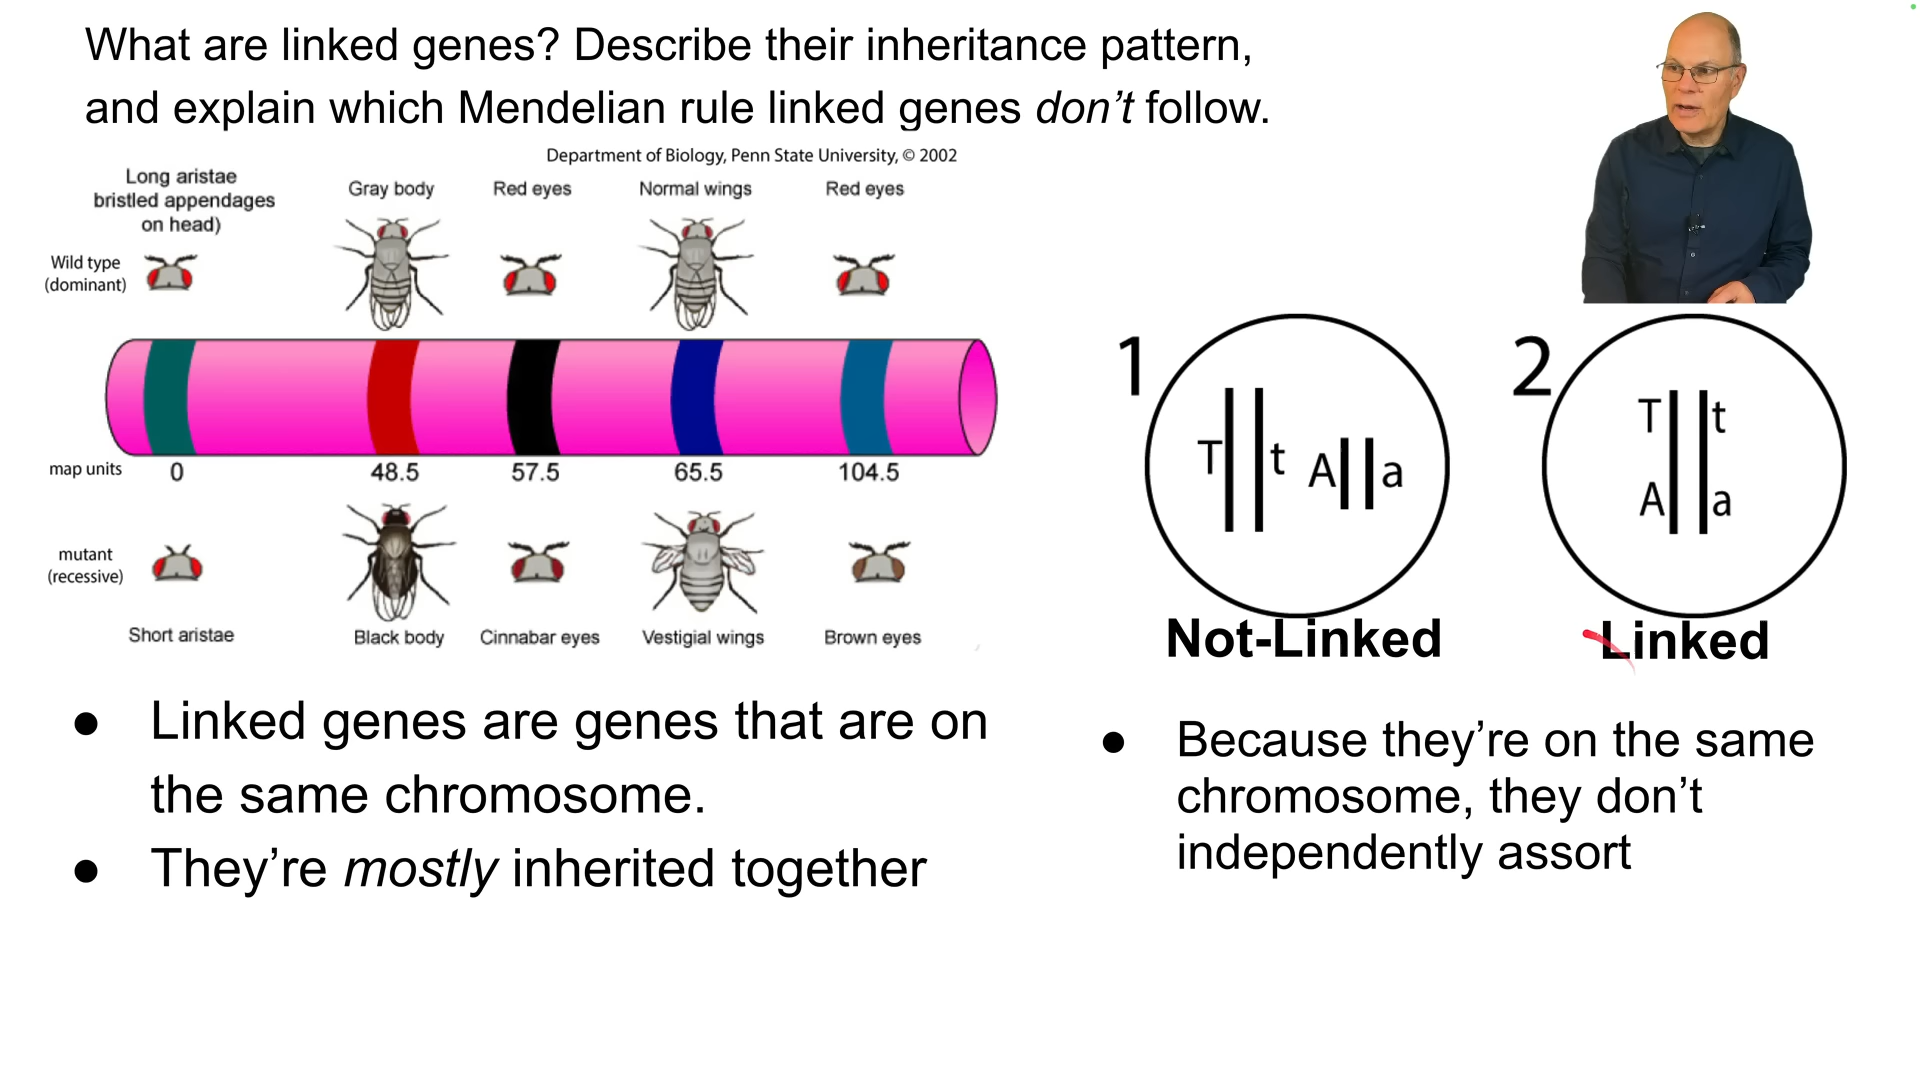 What are linked genes? Describe their inheritance pattern,
and explain which Mendelian rule linked genes don't follow.
Department of Biology, Penn State University, © 2002
Long aristae
bristled appendages
on head)
Gray body
Red eyes
Normal wings
Red eyes
Wild type
(dominant)
map units
0
48.5
57.5
65.5
104.5
mutant
(recessive)
Short aristae
Black body
Cinnabar eyes
Vestigial wings
Brown eyes
1
T
t
A
a
Not-Linked
2
T
t
A
a
Linked
● Linked genes are genes that are on
the same chromosome.
● They're mostly inherited together
● Because they're on the same
chromosome, they don't
independently assort